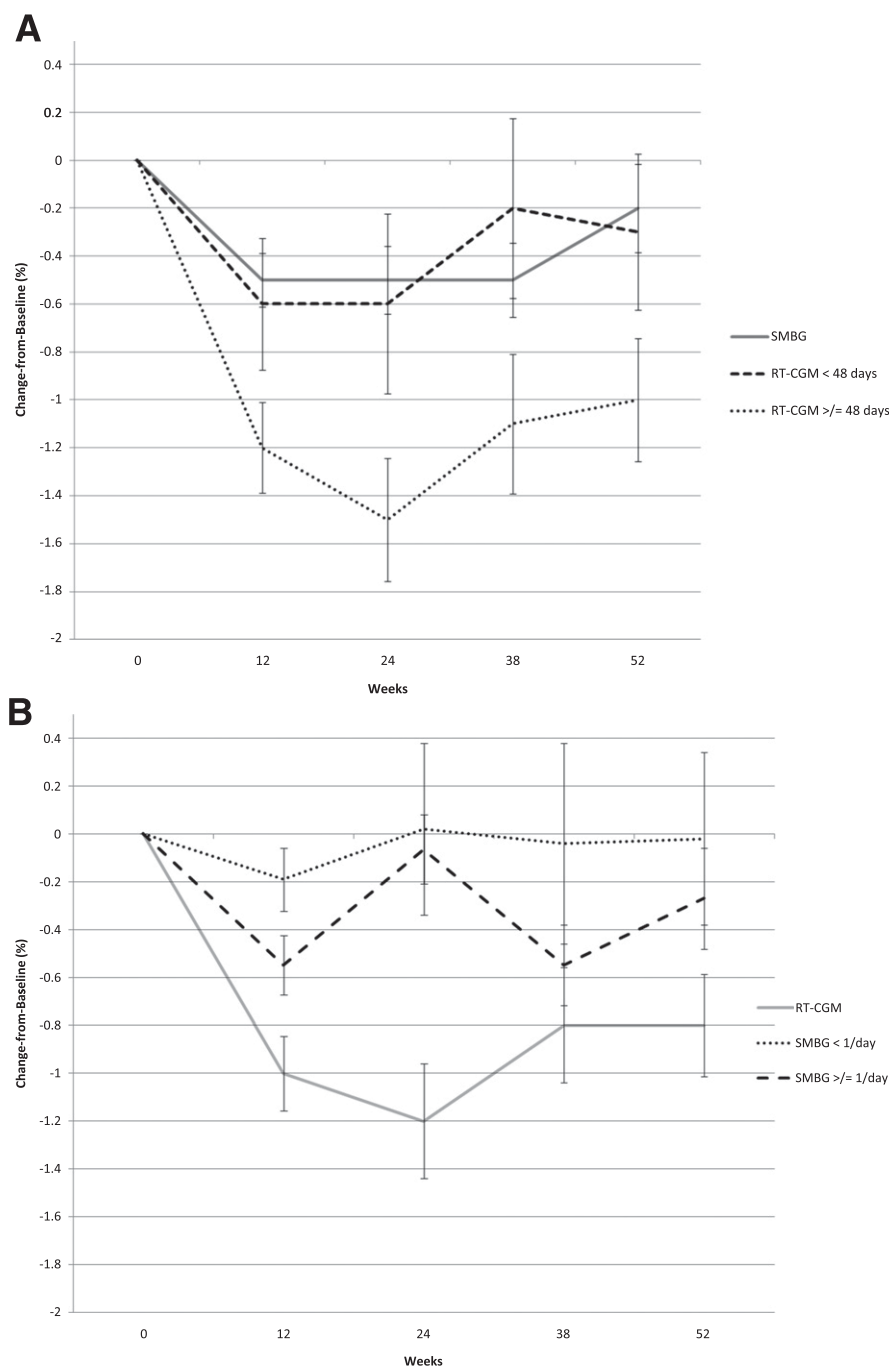 A
0.4
0.2
0
-0.2
-0.4
-0.6
-0.8
-1
-1.2
-1.4
-1.6
-1.8
-2
Change-from-Baseline (%)
0 12 24 38 52
Weeks
SMBG
RT-CGM < 48 days
RT-CGM >/= 48 days
B
0.4
0.2
0
-0.2
-0.4
-0.6
-0.8
-1
-1.2
-1.4
-1.6
-1.8
-2
Change-from-Baseline (%)
0 12 24 38 52
Weeks
RT-CGM
SMBG < 1/day
SMBG >/= 1/day